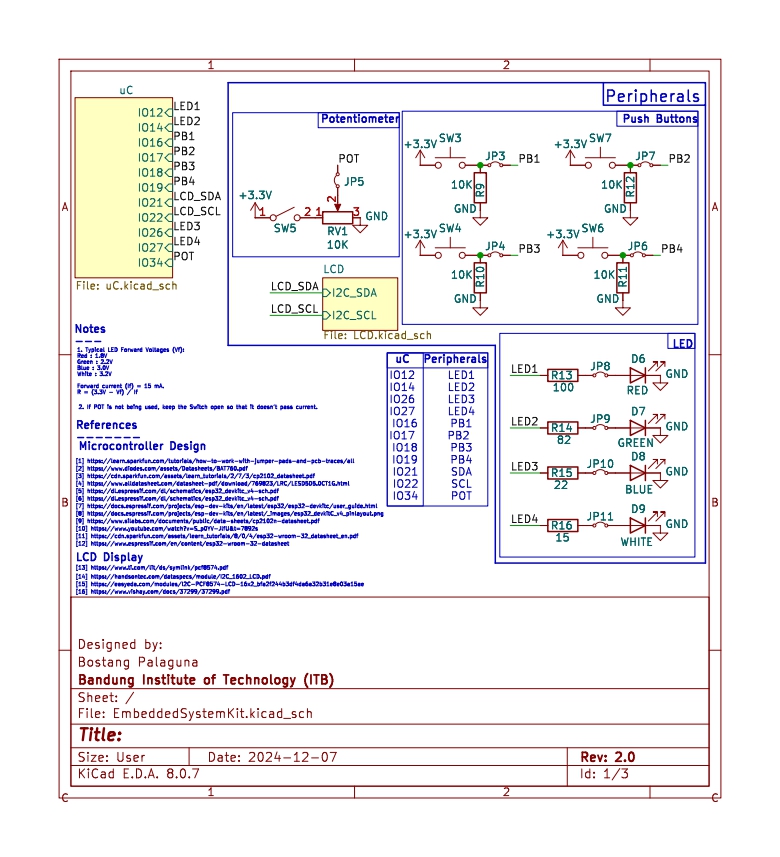 1 2
uC
IO12 LED1
IO14 LED2
IO16 PB1
IO17 PB2
IO18 PB3
IO19 PB4
IO21 LCD_SDA
IO22 LCD_SCL
IO26 LED3
IO27 LED4
IO34 POT
File: uC.kicad_sch
A A
Peripherals
Potentiometer
POT
JP5
+3.3V
1 2 1 2 3
SW5
GND
RV1
10K
Push Buttons
+3.3V SW3 JP3 PB1
10K R9
GND
+3.3V SW7 JP7 PB2
10K R12
GND
+3.3V SW4 JP4 PB3
10K R10
GND
+3.3V SW6 JP6 PB4
10K R11
GND
LCD
LCD_SDA I2C_SDA
LCD_SCL I2C_SCL
File: LCD.kicad_sch
LED
LED1 R13 100 JP8 D6 RED GND
LED2 R14 82 JP9 D7 GREEN GND
LED3 R15 22 JP10 D8 BLUE GND
LED4 R16 15 JP11 D9 WHITE GND
uC Peripherals
IO12 LED1
IO14 LED2
IO26 LED3
IO27 LED4
IO16 PB1
IO17 PB2
IO18 PB3
IO19 PB4
IO21 SDA
IO22 SCL
IO34 POT
Notes
1. Typical LED Forward Voltages (Vf):
Red : 1.8V
Green : 2.2V
Blue : 3.0V
White : 3.2V
Forward current (If) = 15 mA.
R = (3.3V - Vf) / If
2. If POT is not being used, keep the Switch open so that it doesn't pass current.
References
Microcontroller Design
[1] https://learn.sparkfun.com/tutorials/how-to-work-with-jumper-pads-and-pcb-traces/all
[2] https://www.diodes.com/assets/Datasheets/BAT760.pdf
[3] https://cdn.sparkfun.com/assets/learn_tutorials/2/7/3/cp2102_datasheet.pdf
[4] https://www.alldatasheet.com/datasheet-pdf/download/769823/LRC/LESD5D5.0CT1G.html
[5] https://dl.espressif.com/dl/schematics/esp32_devkitc_v4-sch.pdf
[6] https://dl.espressif.com/dl/schematics/esp32_devkitc_v4-sch.pdf
[7] https://docs.espressif.com/projects/esp-dev-kits/en/latest/esp32/esp32-devkitc/user_guide.html
[8] https://docs.espressif.com/projects/esp-dev-kits/en/latest/_images/esp32_devkitC_v4_pinlayout.png
[9] https://www.silabs.com/documents/public/data-sheets/cp2102n-datasheet.pdf
[10]
[11] https://cdn.sparkfun.com/assets/learn_tutorials/8/0/4/esp32-wroom-32_datasheet_en.pdf
[12] https://www.espressif.com/en/content/esp32-wroom-32-datasheet
LCD Display
[13] https://www.ti.com/lit/ds/symlink/pcf8574.pdf
[14] https://handsontec.com/dataspecs/module/I2C_1602_LCD.pdf
[15]
[16] https://www.vishay.com/docs/37299/37299.pdf
B B
Designed by:
Bostang Palaguna
Bandung Institute of Technology (ITB)
Sheet: /
File: EmbeddedSystemKit.kicad_sch
Title:
Size: User Date: 2024-12-07 Rev: 2.0
KiCad E.D.A. 8.0.7 Id: 1/3
C 1 2 C